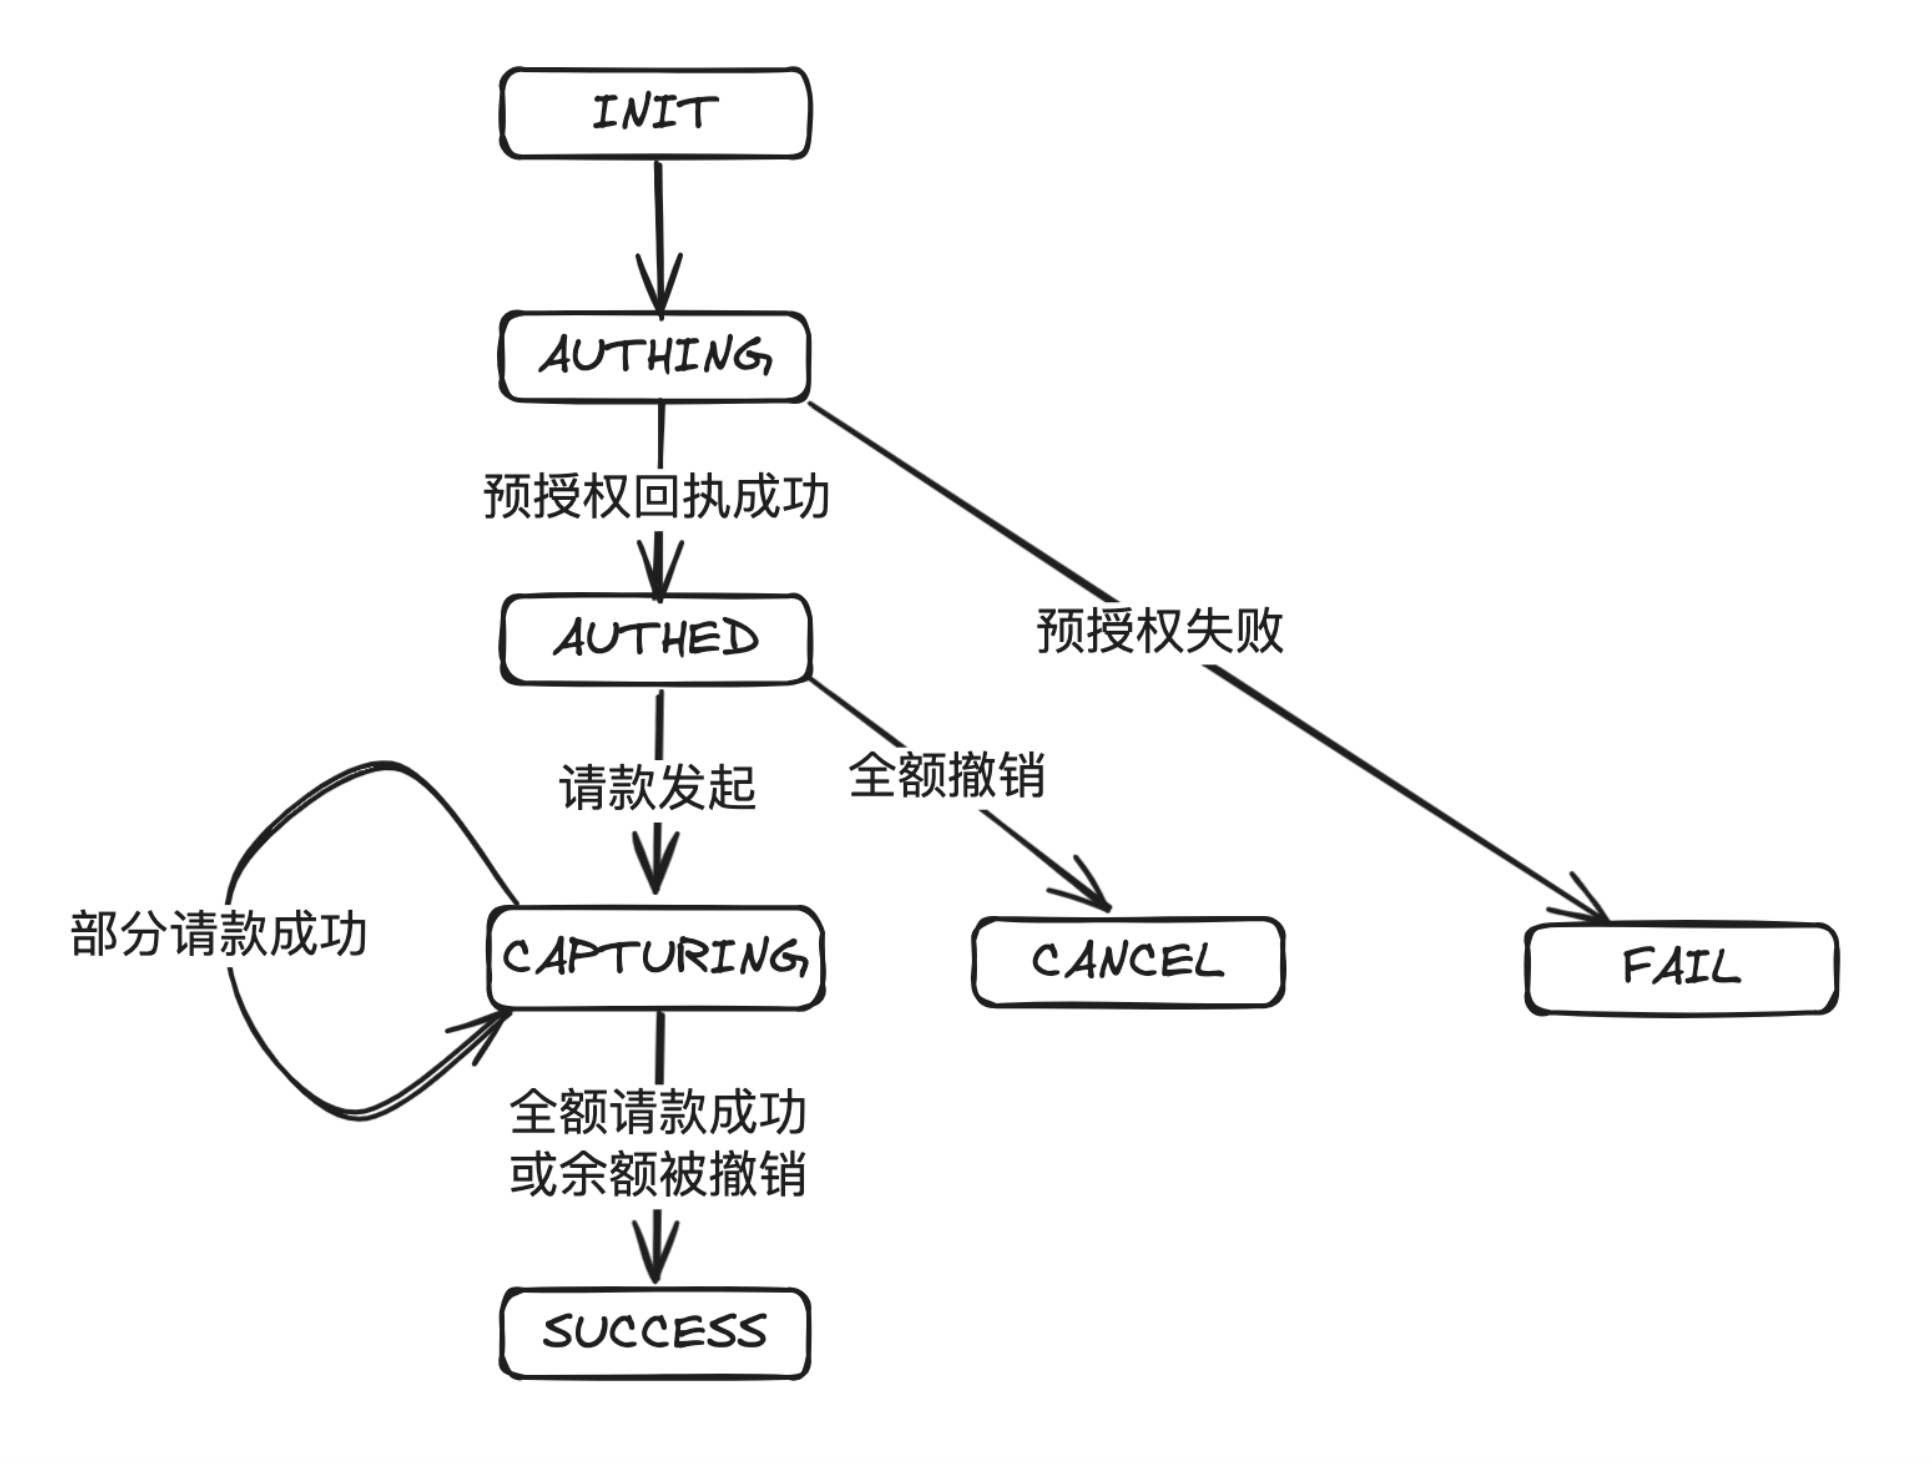 INIT
AUTHING
预授权回执成功
AUTHED
预授权失败
请款发起
全额撤销
部分请款成功
CAPTURING
CANCEL
FAIL
全额请款成功
或余额被撤销
SUCCESS